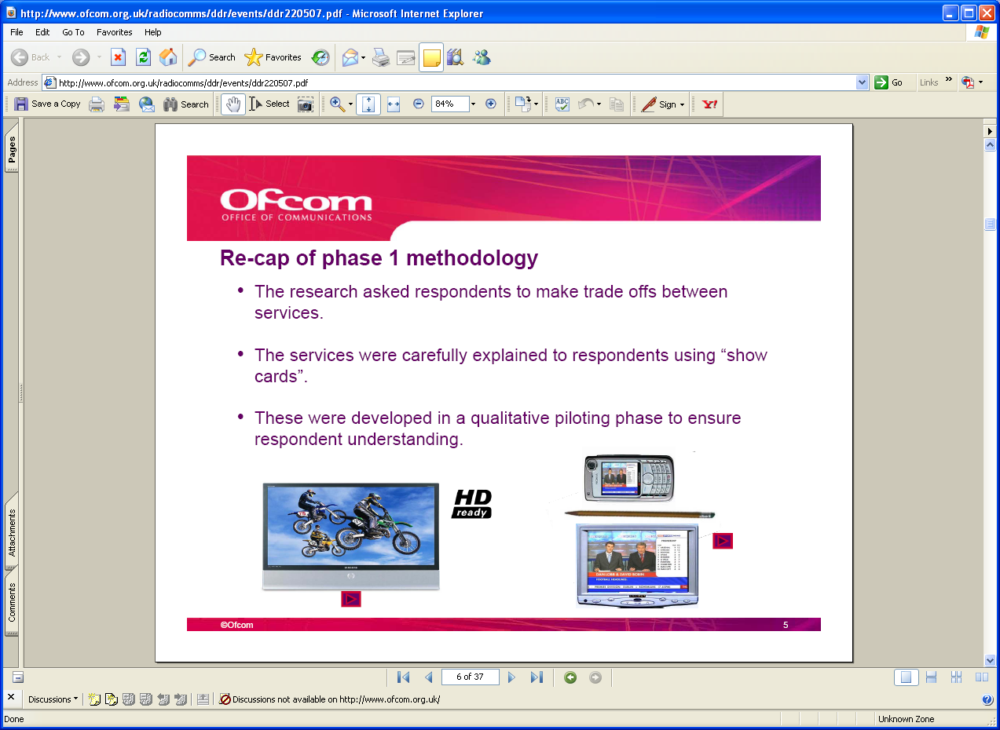 http://www.ofcom.org.uk/radiocomms/ddr/events/ddr220507.pdf - Microsoft Internet Explorer
File Edit Go To Favorites Help
Back Search Favorites
Address http://www.ofcom.org.uk/radiocomms/ddr/events/ddr220507.pdf Go Links »
Save a Copy Search Select 84% ABC Sign Y!
Pages
Ofcom
OFFICE OF COMMUNICATIONS
Re-cap of phase 1 methodology
• The research asked respondents to make trade offs between
services.
• The services were carefully explained to respondents using “show
cards”.
• These were developed in a qualitative piloting phase to ensure
respondent understanding.
HD
ready
SAMSUNG
NOKIA
FOOTBALL HEADLINES
Attachments
Comments
©Ofcom 5
6 of 37
Discussions Discussions not available on http://www.ofcom.org.uk/
Done Unknown Zone